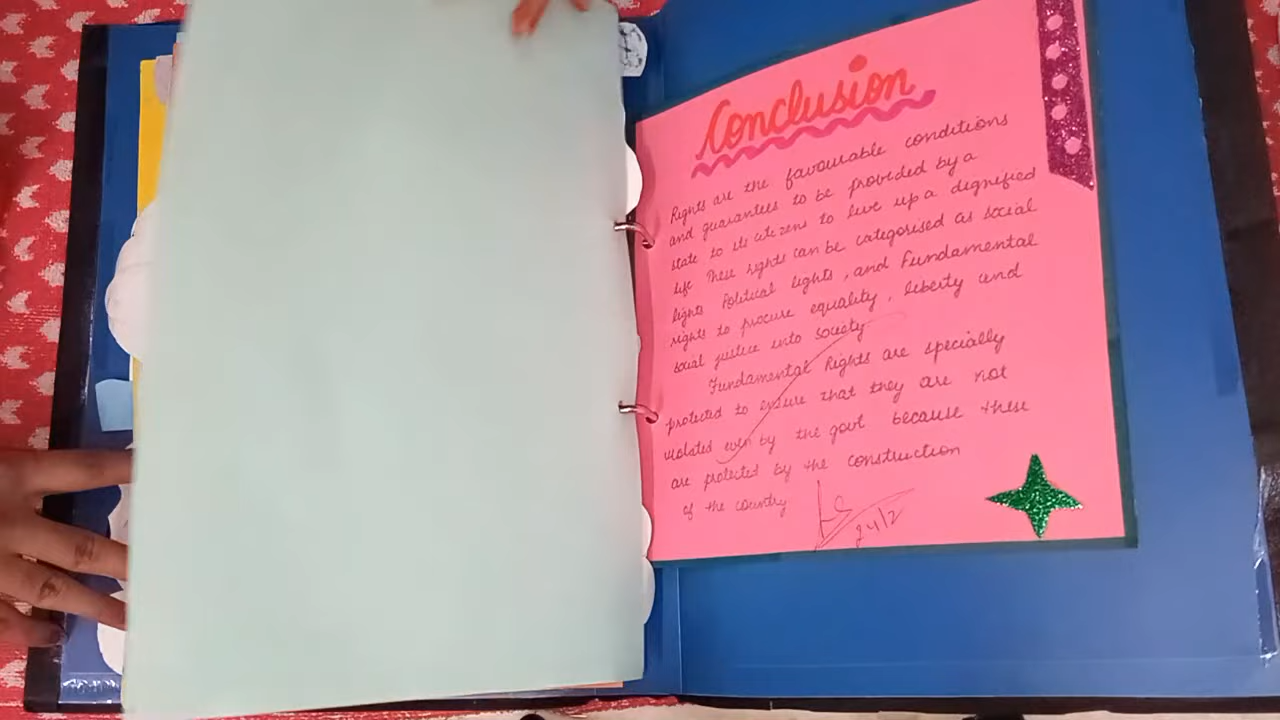 Conclusion
Rights are the favourable conditions
and guarantees to be provided by a
state to its citizens to live up a dignified
life These rights can be categorised as social
rights Political rights, and Fundamental
rights to procure equality, liberty and
social justice into society
Fundamental Rights are specially
protected to ensure that they are not
violated even by the govt because these
are protected by the construction
of the country
24/2